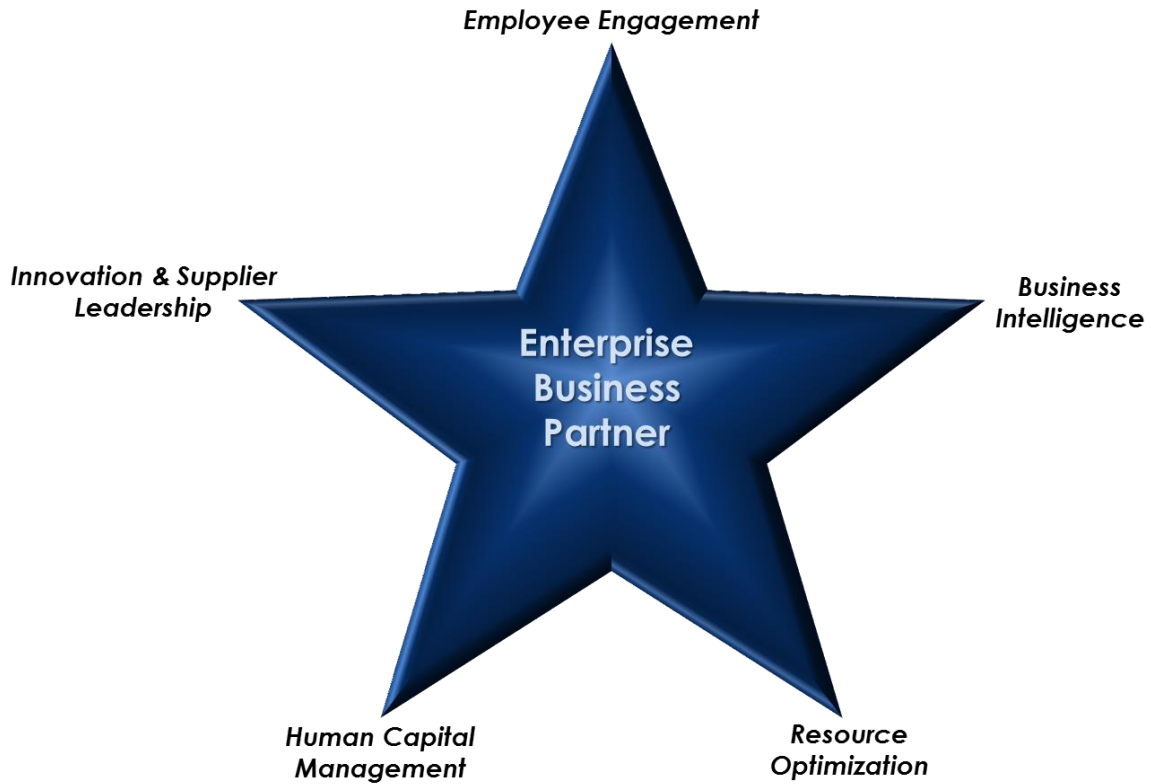 Employee Engagement
Innovation & Supplier
Leadership
Business
Intelligence
Enterprise
Business
Partner
Human Capital
Management
Resource
Optimization